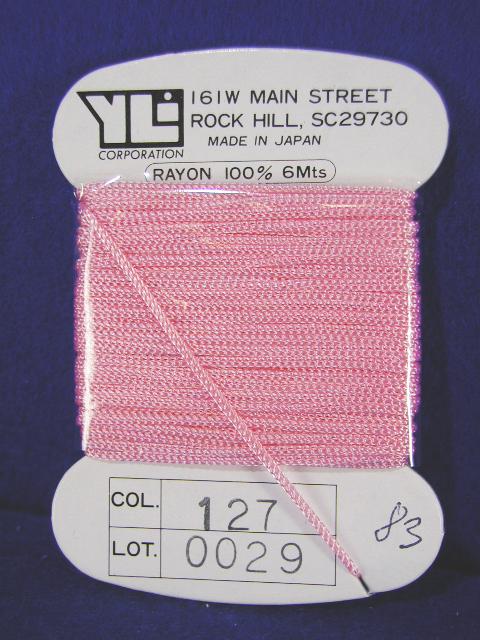 YLI
CORPORATION
161W MAIN STREET
ROCK HILL, SC29730
MADE IN JAPAN
RAYON 100% 6Mts
COL. 127
LOT. 0029
83